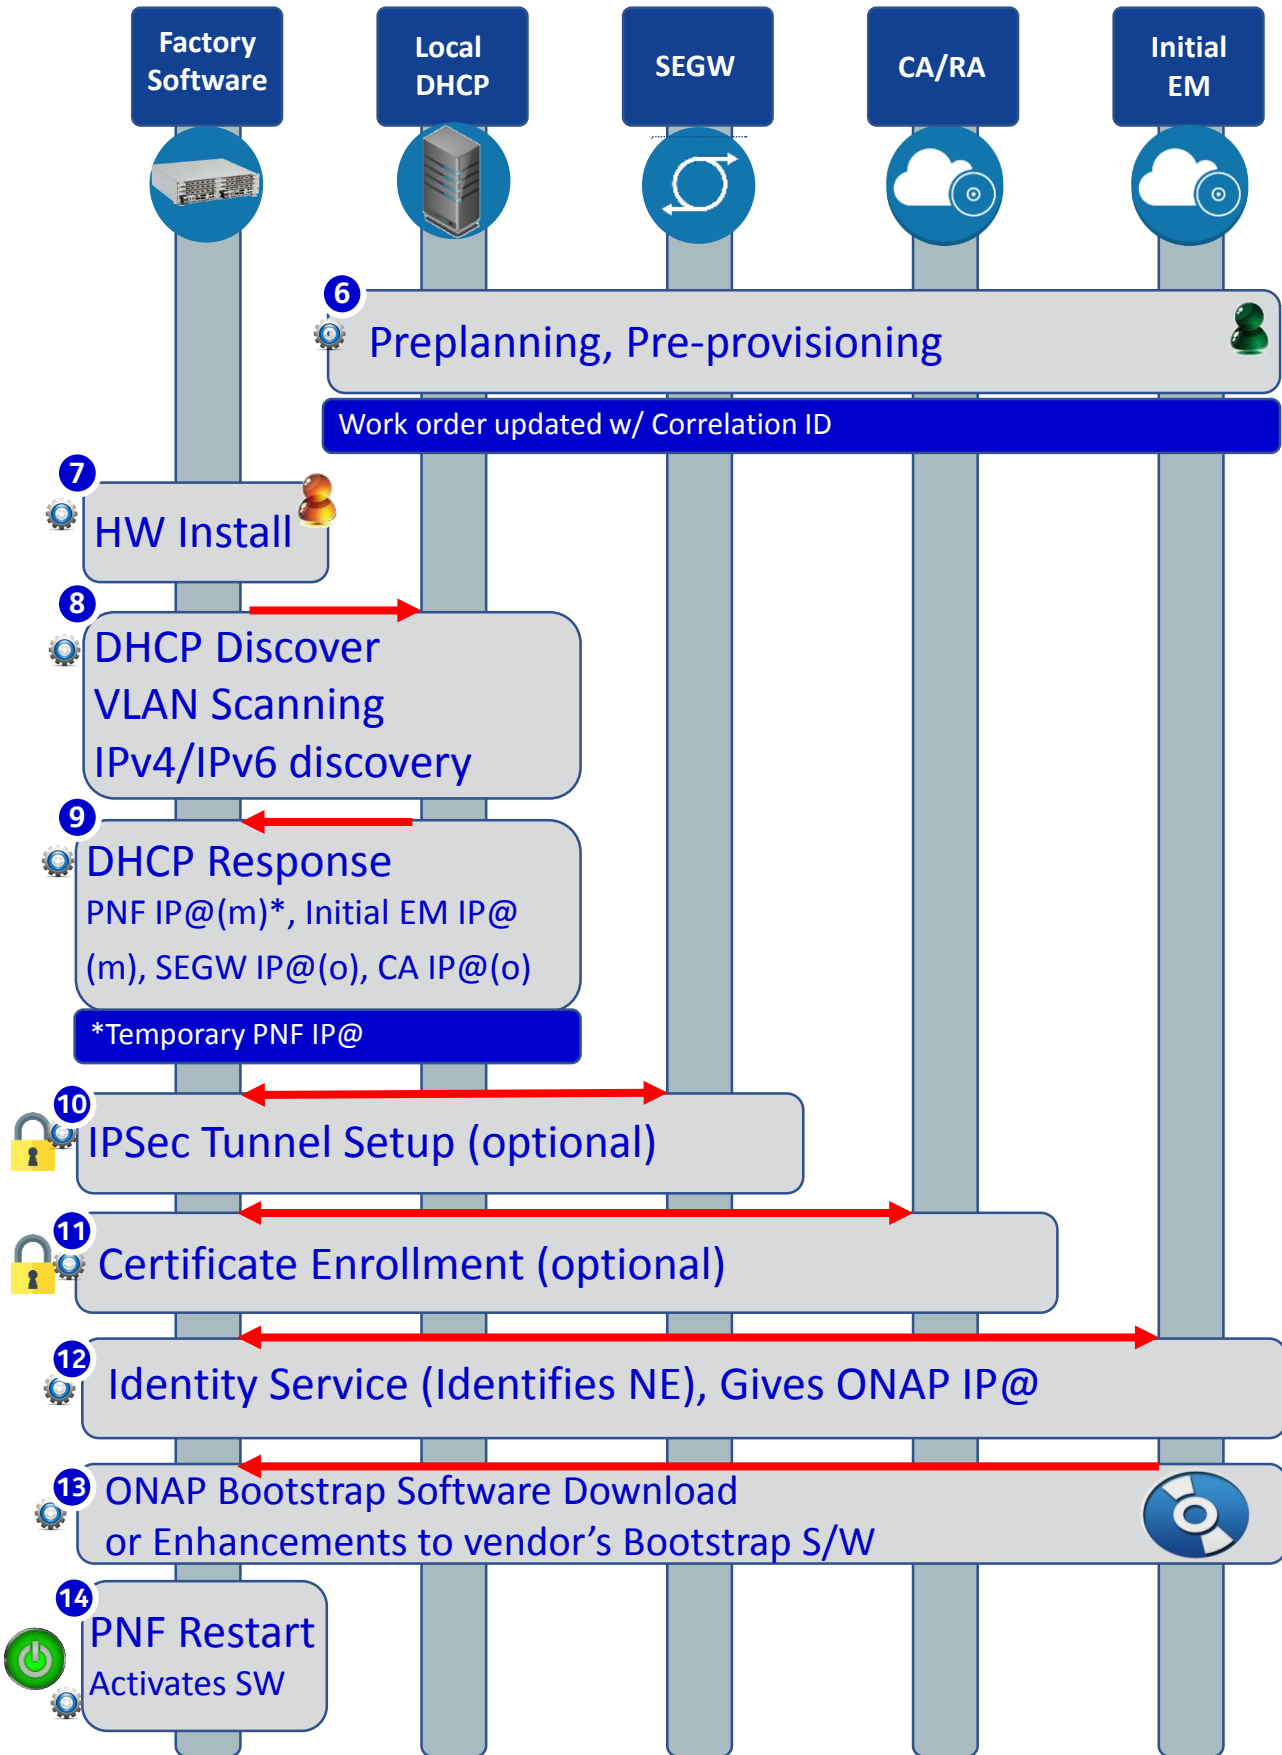 Factory
Software
Local
DHCP
SEGW
CA/RA
Initial
EM
6
Preplanning, Pre-provisioning
Work order updated w/ Correlation ID
7
HW Install
8
DHCP Discover
VLAN Scanning
IPv4/IPv6 discovery
9
DHCP Response
PNF IP@(m)*, Initial EM IP@
(m), SEGW IP@(o), CA IP@(o)
*Temporary PNF IP@
10
IPSec Tunnel Setup (optional)
11
Certificate Enrollment (optional)
12
Identity Service (Identifies NE), Gives ONAP IP@
13
ONAP Bootstrap Software Download
or Enhancements to vendor’s Bootstrap S/W
14
PNF Restart
Activates SW